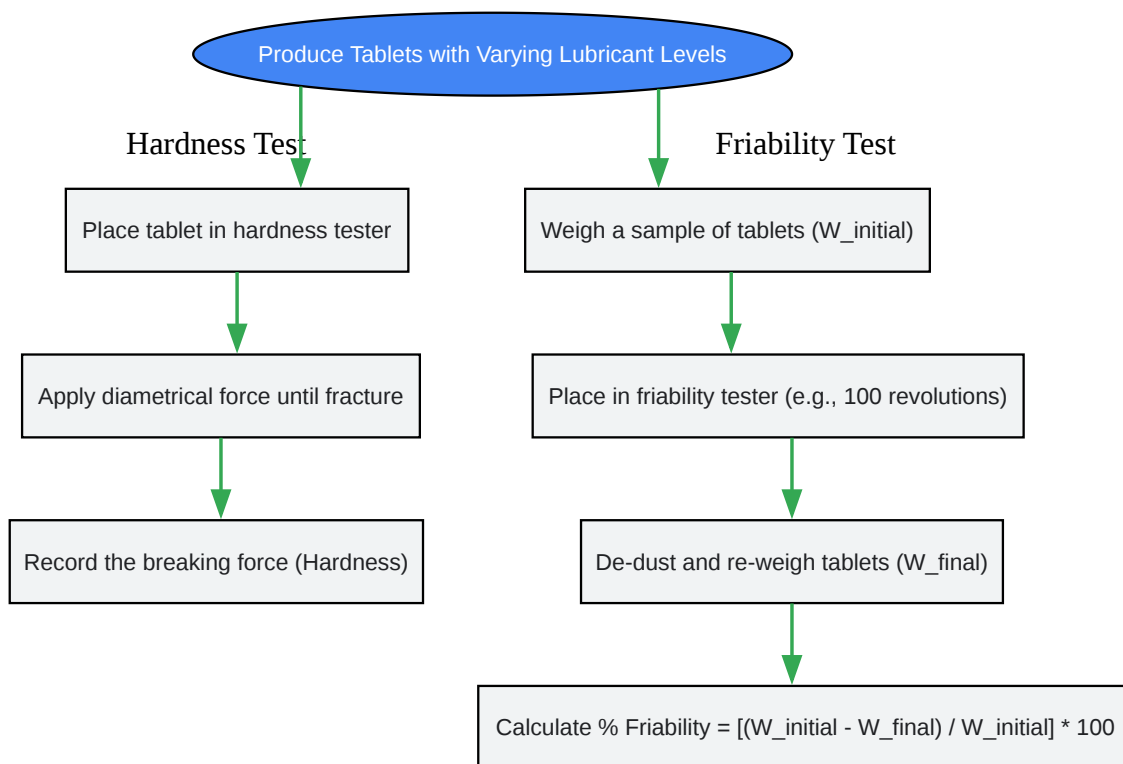 Produce Tablets with Varying Lubricant Levels
Hardness Test
Place tablet in hardness tester
Apply diametrical force until fracture
Record the breaking force (Hardness)
Friability Test
Weigh a sample of tablets (W_initial)
Place in friability tester (e.g., 100 revolutions)
De-dust and re-weigh tablets (W_final)
Calculate % Friability = [(W_initial - W_final) / W_initial] * 100